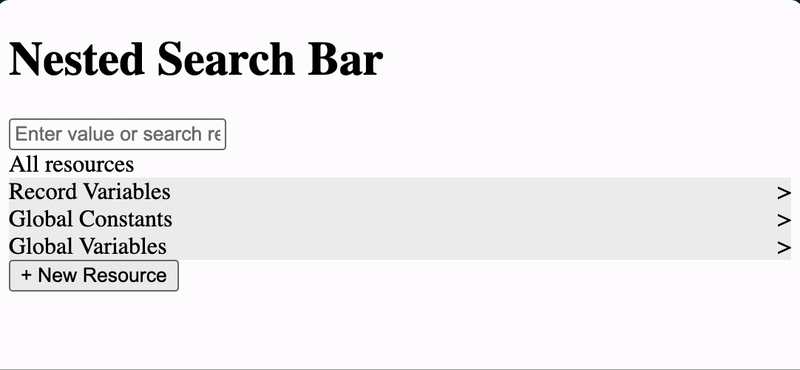 Nested Search Bar
Enter value or search re
All resources
Record Variables >
Global Constants >
Global Variables >
+ New Resource